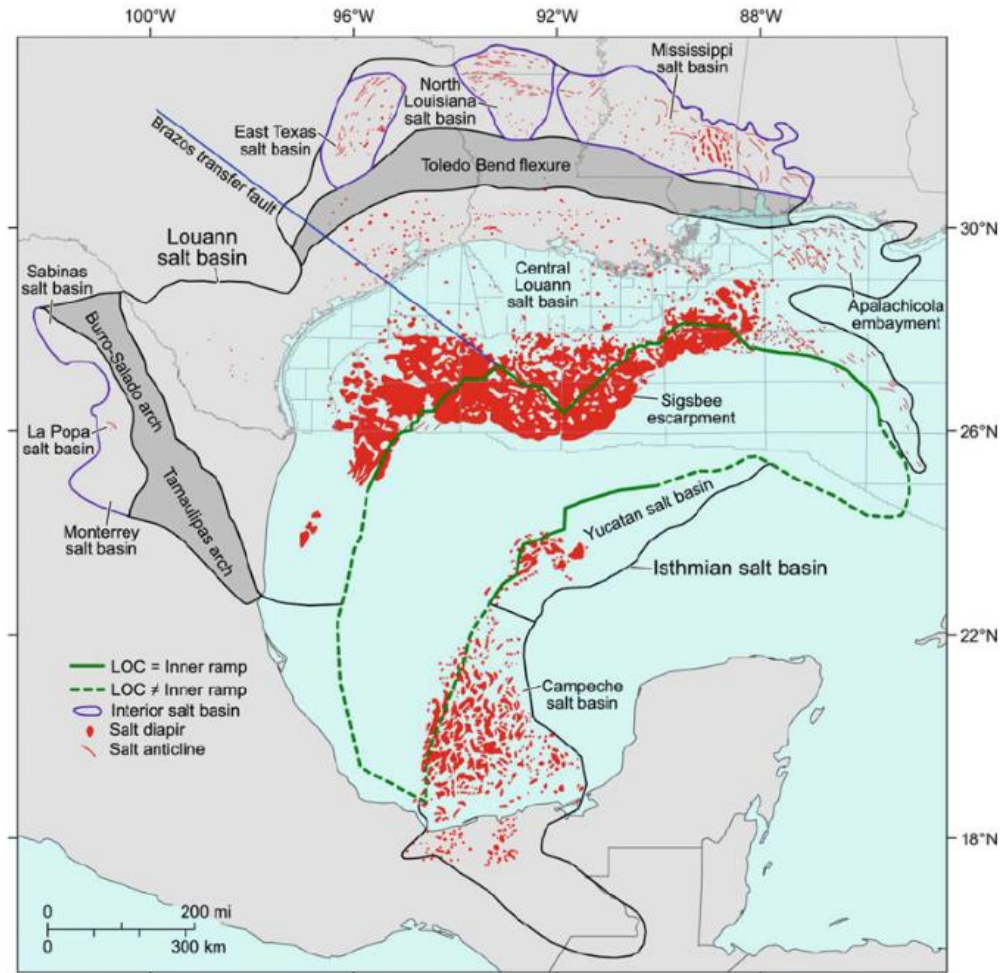 100°W
96°W
92°W
88°W
Mississippi
salt basin
North
Louisiana
salt basin
East Texas
salt basin
Brazos transfer fault
Toledo Bend flexure
30°N
Louann
salt basin
Sabinas
salt basin
Central
Louann
salt basin
Apalachicola
embayment
Burro-Salado arch
Sigsbee
escarpment
La Popa
salt basin
26°N
Tamaulipas arch
Yucatan salt basin
Monterrey
salt basin
Isthmian salt basin
22°N
LOC = Inner ramp
LOC ≠ Inner ramp
Interior salt basin
Salt diapir
Salt anticline
Campeche
salt basin
18°N
0 200 mi
0 300 km